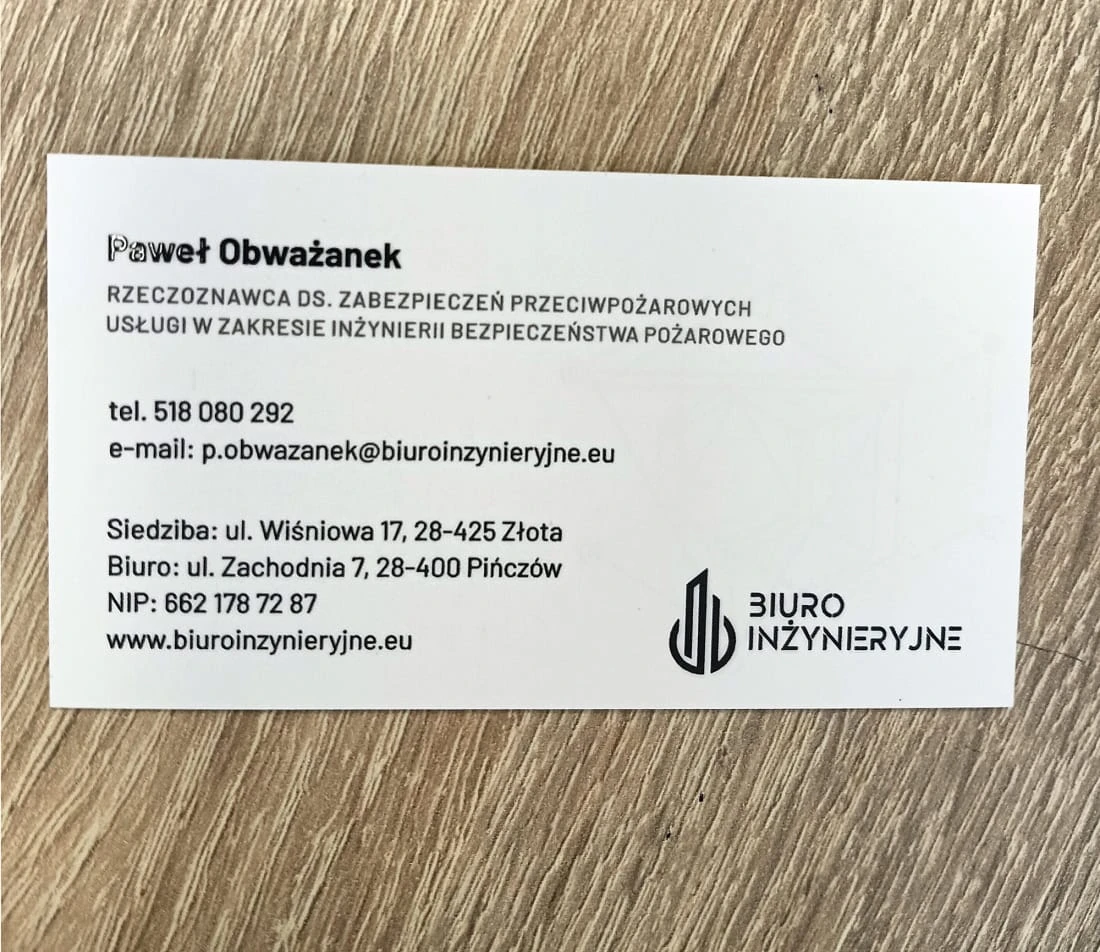 Paweł Obważanek
RZECZOZNAWCA DS. ZABEZPIECZEŃ PRZECIWPOŻAROWYCH
USŁUGI W ZAKRESIE INŻYNIERII BEZPIECZEŃSTWA POŻAROWEGO
tel. 518 080 292
e-mail: p.obwazanek@biuroinzynieryjne.eu
Siedziba: ul. Wiśniowa 17, 28-425 Złota
Biuro: ul. Zachodnia 7, 28-400 Pińczów
NIP: 662 178 72 87
www.biuroinzynieryjne.eu
BIURO
INŻYNIERYJNE